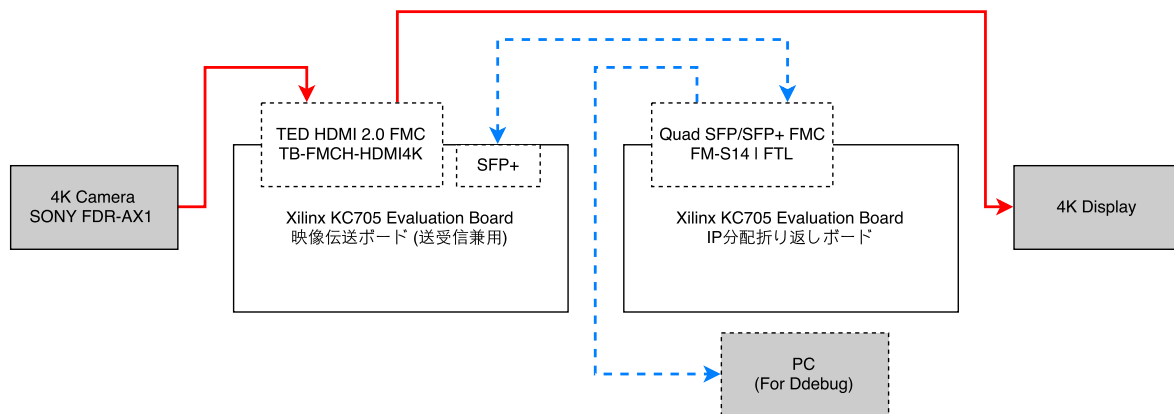 TED HDMI 2.0 FMC
TB-FMCH-HDMI4K
SFP+
Quad SFP/SFP+ FMC
FM-S14 | FTL
4K Camera
SONY FDR-AX1
Xilinx KC705 Evaluation Board
映像伝送ボード (送受信兼用)
Xilinx KC705 Evaluation Board
IP分配折り返しボード
4K Display
PC
(For Ddebug)